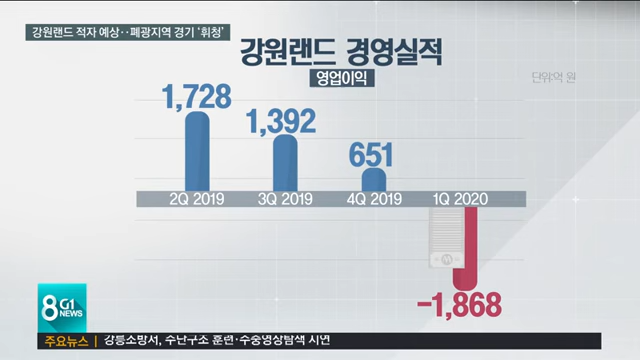 강원랜드 적자 예상‥폐광지역 경기 '휘청'
강원랜드 경영실적
영업이익
단위:억 원
1,728
1,392
651
2Q 2019
3Q 2019
4Q 2019
1Q 2020
-1,868
8 G1 NEWS
주요뉴스
강릉소방서, 수난구조 훈련·수중영상탐색 시연